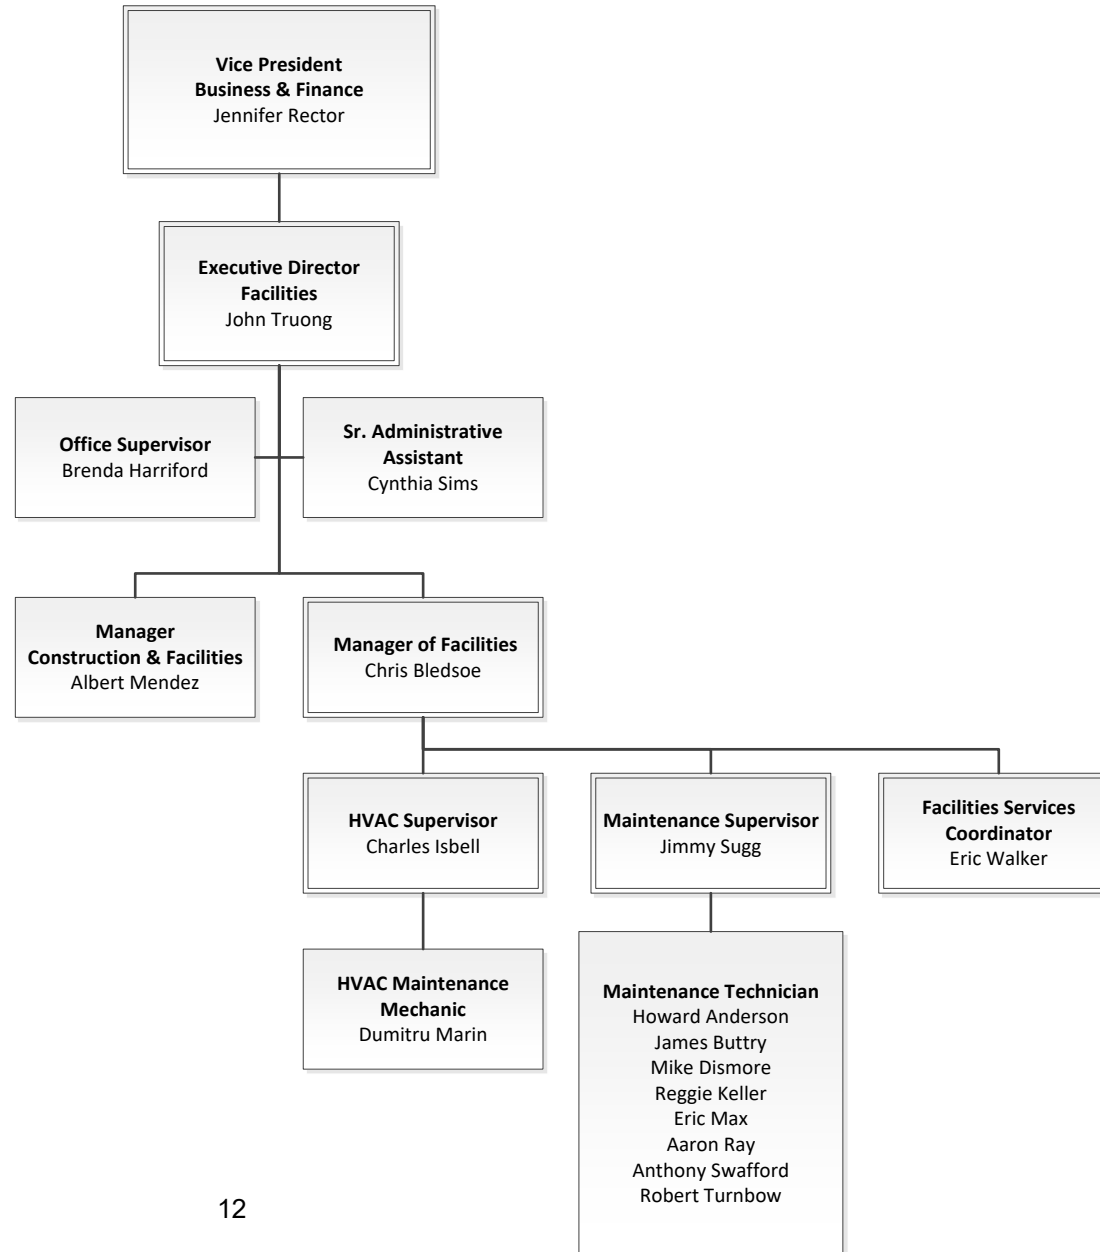 Vice President
Business & Finance
Jennifer Rector
Executive Director
Facilities
John Truong
Office Supervisor
Brenda Harriford
Sr. Administrative
Assistant
Cynthia Sims
Manager
Construction & Facilities
Albert Mendez
Manager of Facilities
Chris Bledsoe
HVAC Supervisor
Charles Isbell
Maintenance Supervisor
Jimmy Sugg
Facilities Services
Coordinator
Eric Walker
HVAC Maintenance
Mechanic
Dumitru Marin
Maintenance Technician
Howard Anderson
James Buttry
Mike Dismore
Reggie Keller
Eric Max
Aaron Ray
Anthony Swafford
Robert Turnbow
12